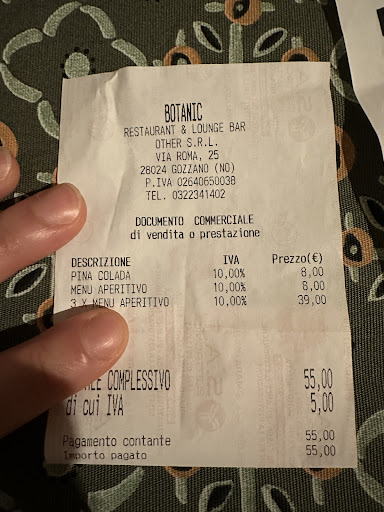 BOTANIC
RESTAURANT & LOUNGE BAR
OTHER S.R.L.
VIA ROMA, 25
28024 GOZZANO (NO)
P.IVA 02640650038
TEL. 0322341402
DOCUMENTO COMMERCIALE
di vendita o prestazione
DESCRIZIONE IVA Prezzo(€)
PINA COLADA 10,00% 8,00
MENU APERITIVO 10,00% 8,00
3 X MENU APERITIVO 10,00% 39,00
COMPLESSIVO 55,00
di cui IVA 5,00
Pagamento contante 55,00
Importo pagato 55,00